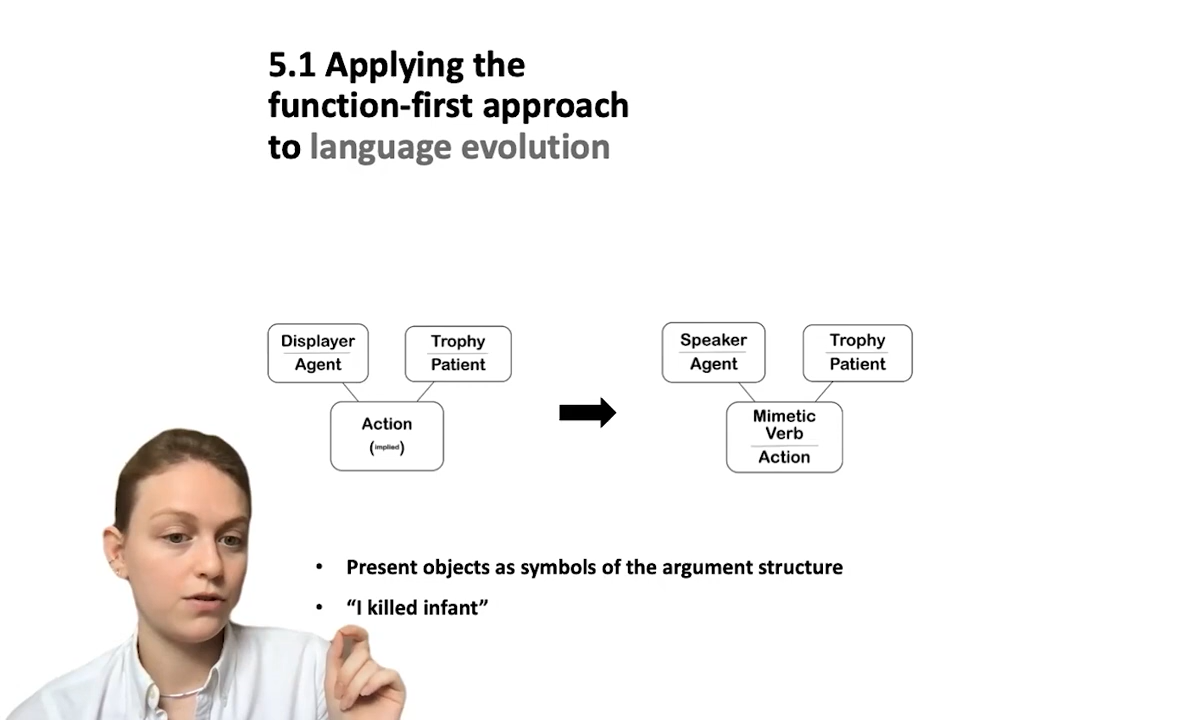 5.1 Applying the
function-first approach
to language evolution
Displayer
Agent
Trophy
Patient
Action
(implied)
Speaker
Agent
Trophy
Patient
Mimetic
Verb
Action
• Present objects as symbols of the argument structure
• “I killed infant”